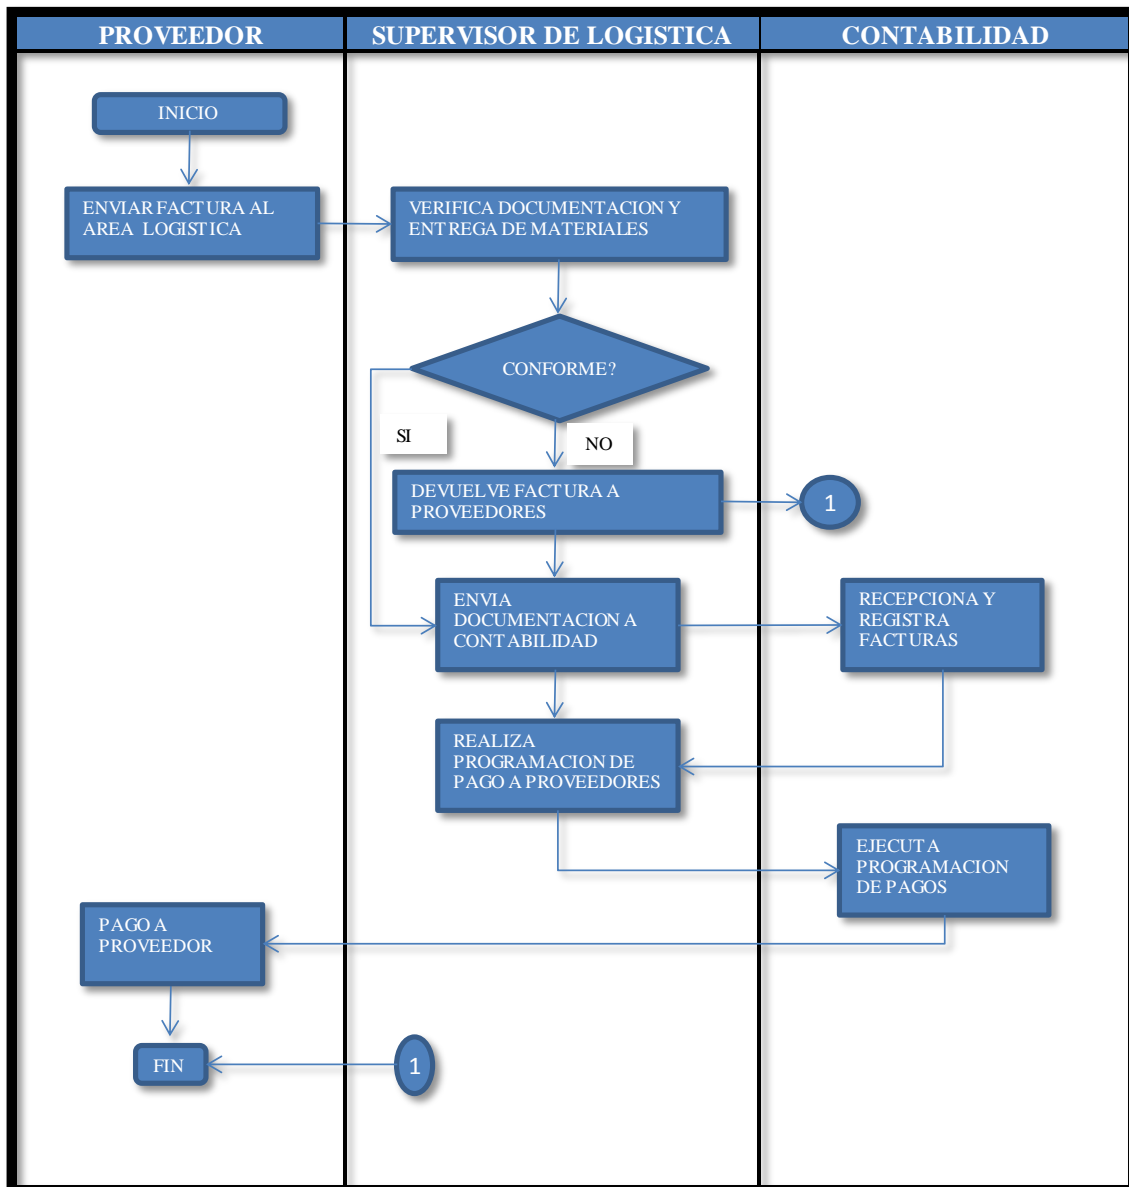 PROVEEDOR
SUPERVISOR DE LOGISTICA
CONTABILIDAD
INICIO
ENVIAR FACTURA AL
AREA LOGISTICA
VERIFICA DOCUMENTACION Y
ENTREGA DE MATERIALES
CONFORME?
SI
NO
DEVUELVE FACTURA A
PROVEEDORES
1
ENVIA
DOCUMENTACION A
CONTABILIDAD
RECEPCIONA Y
REGISTRA
FACTURAS
REALIZA
PROGRAMACION DE
PAGO A PROVEEDORES
EJECUTA
PROGRAMACION
DE PAGOS
PAGO A
PROVEEDOR
FIN
1